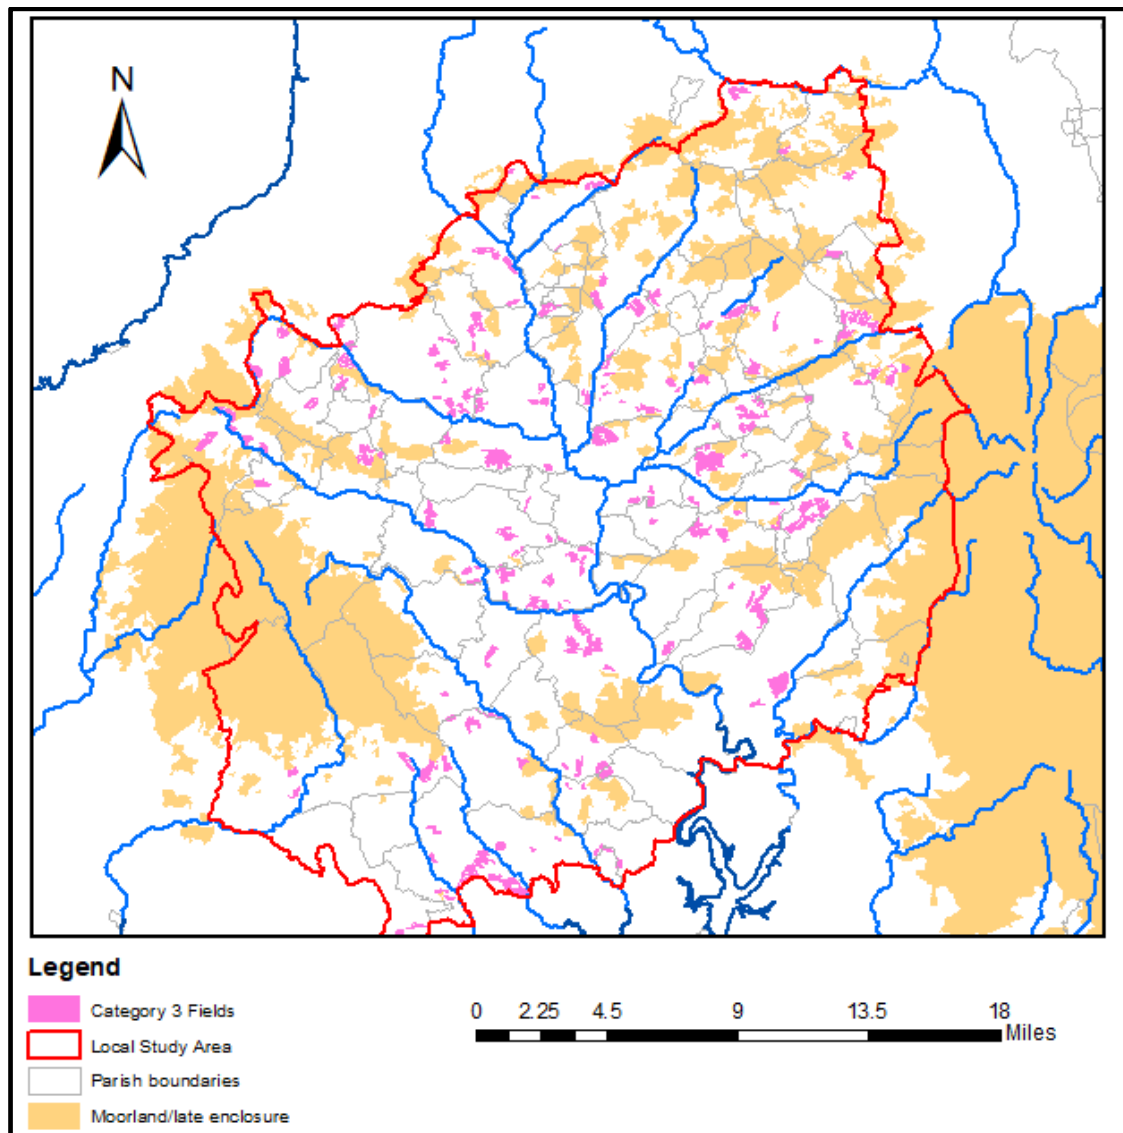 N
Legend
Category 3 Fields
Local Study Area
Parish boundaries
Moorland/late enclosure
0 2.25 4.5 9 13.5 18
Miles